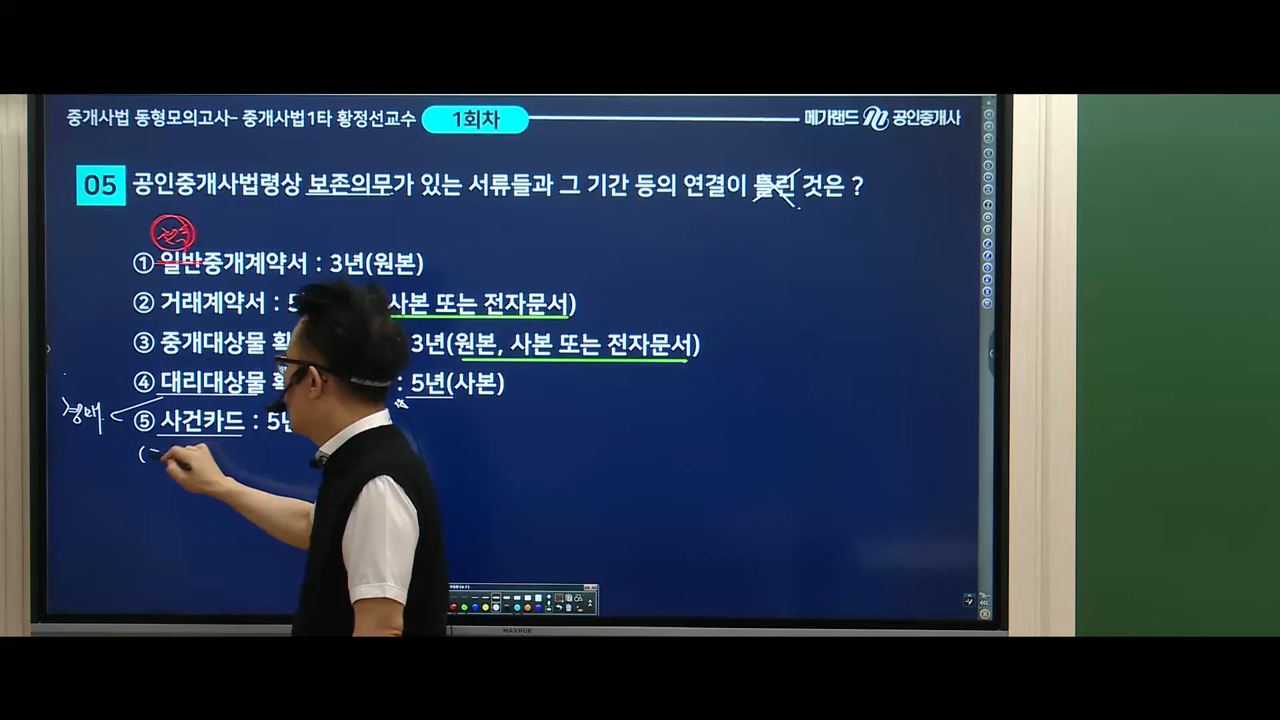 중개사법 동형모의고사- 중개사법1타 황정선교수 1회차 메가랜드 공인중개사
05 공인중개사법령상 보존의무가 있는 서류들과 그 기간 등의 연결이 틀린 것은 ?
전속
① 일반중개계약서 : 3년(원본)
② 거래계약서 : 5 사본 또는 전자문서)
③ 중개대상물 확 3년(원본, 사본 또는 전자문서)
④ 대리대상물 확 : 5년(사본)
경매
⑤ 사건카드 : 5년
MAXHUB